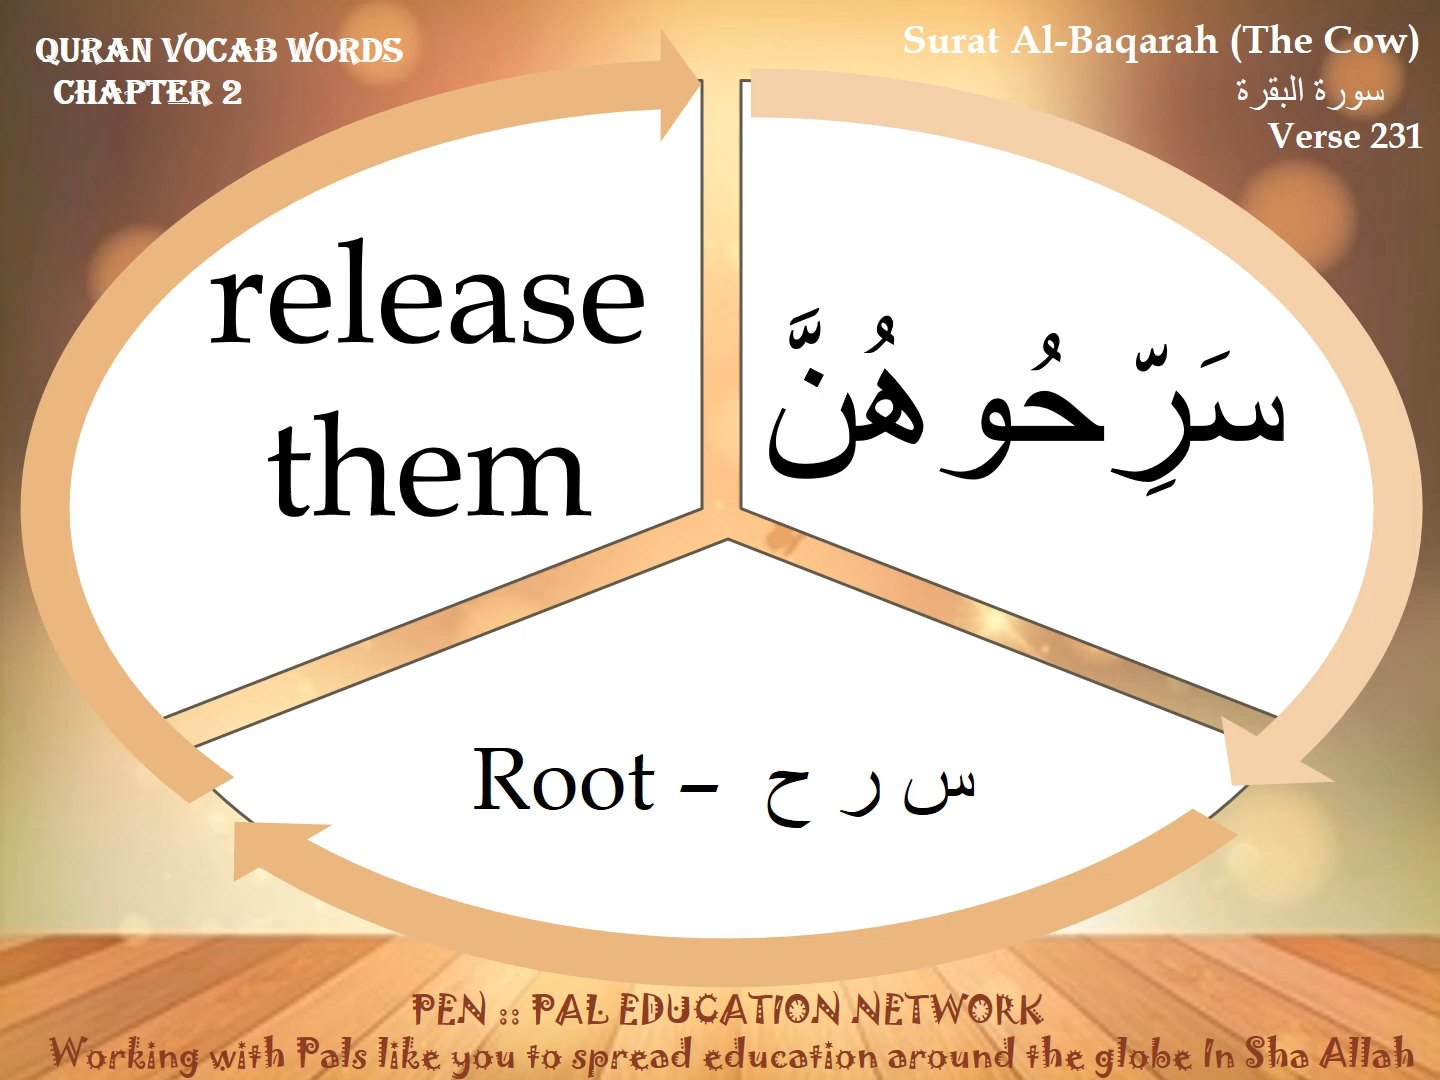 QURAN VOCAB WORDS
CHAPTER 2
Surat Al-Baqarah (The Cow)
سورة البقرة
Verse 231
release
them
سَرِّحُوهُنَّ
Root – س ر ح
PEN :: PAL EDUCATION NETWORK
Working with Pals like you to spread education around the globe In Sha Allah